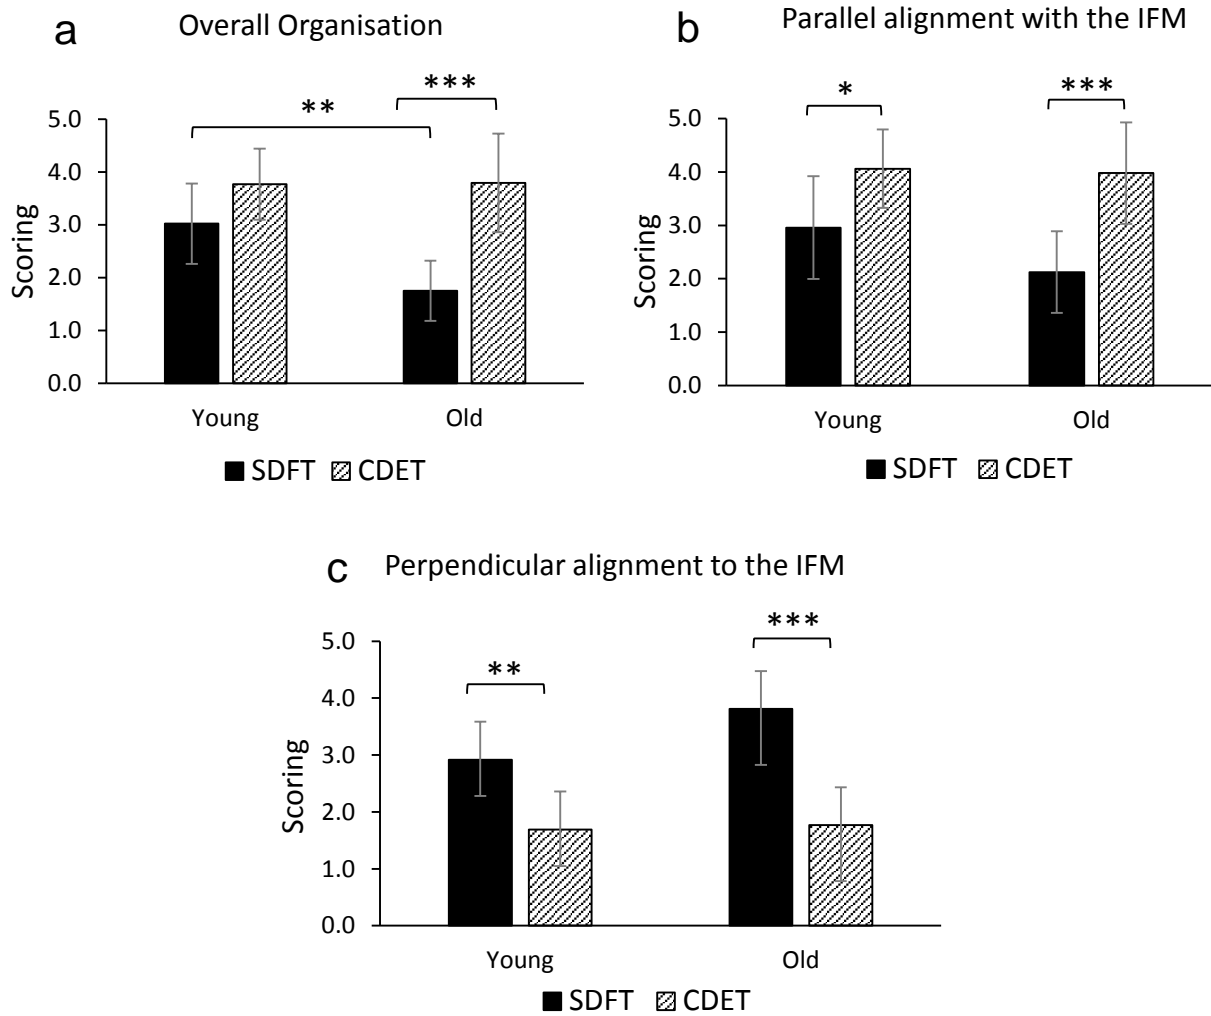 a Overall Organisation
** ***
5.0
4.0
3.0
2.0
1.0
0.0
Scoring
Young Old
SDFT CDET
b Parallel alignment with the IFM
* ***
5.0
4.0
3.0
2.0
1.0
0.0
Scoring
Young Old
SDFT CDET
c Perpendicular alignment to the IFM
** ***
5.0
4.0
3.0
2.0
1.0
0.0
Scoring
Young Old
SDFT CDET